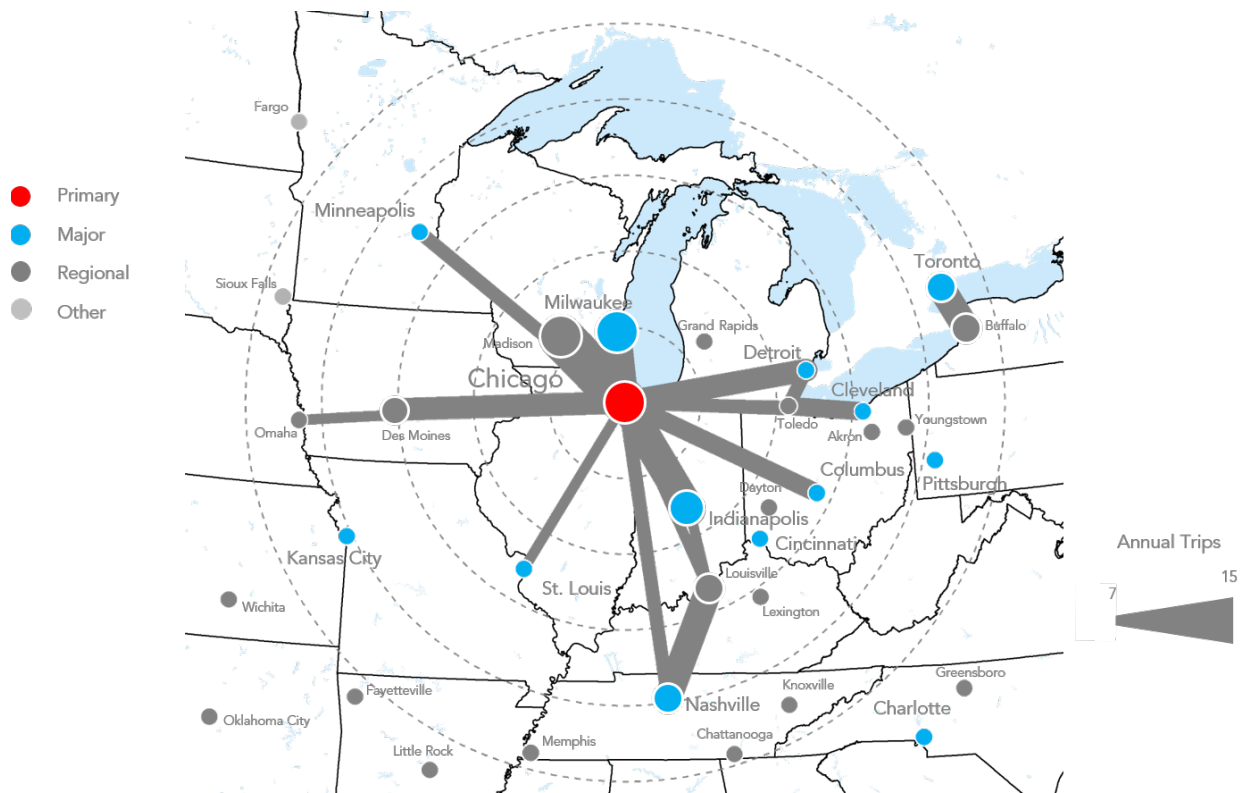 Fargo
Primary
Minneapolis
Major
Toronto
Regional
Sioux Falls
Milwaukee
Other
Grand Rapids
Buffalo
Madison
Detroit
Chicago
Cleveland
Toledo
Youngstown
Omaha
Des Moines
Akron
Columbus
Pittsburgh
Dayton
Indianapolis
Cincinnati
Annual Trips
Kansas City
St. Louis
Louisville
15
7
Wichita
Lexington
Greensboro
Knoxville
Fayetteville
Nashville
Charlotte
Oklahoma City
Chattanooga
Memphis
Little Rock